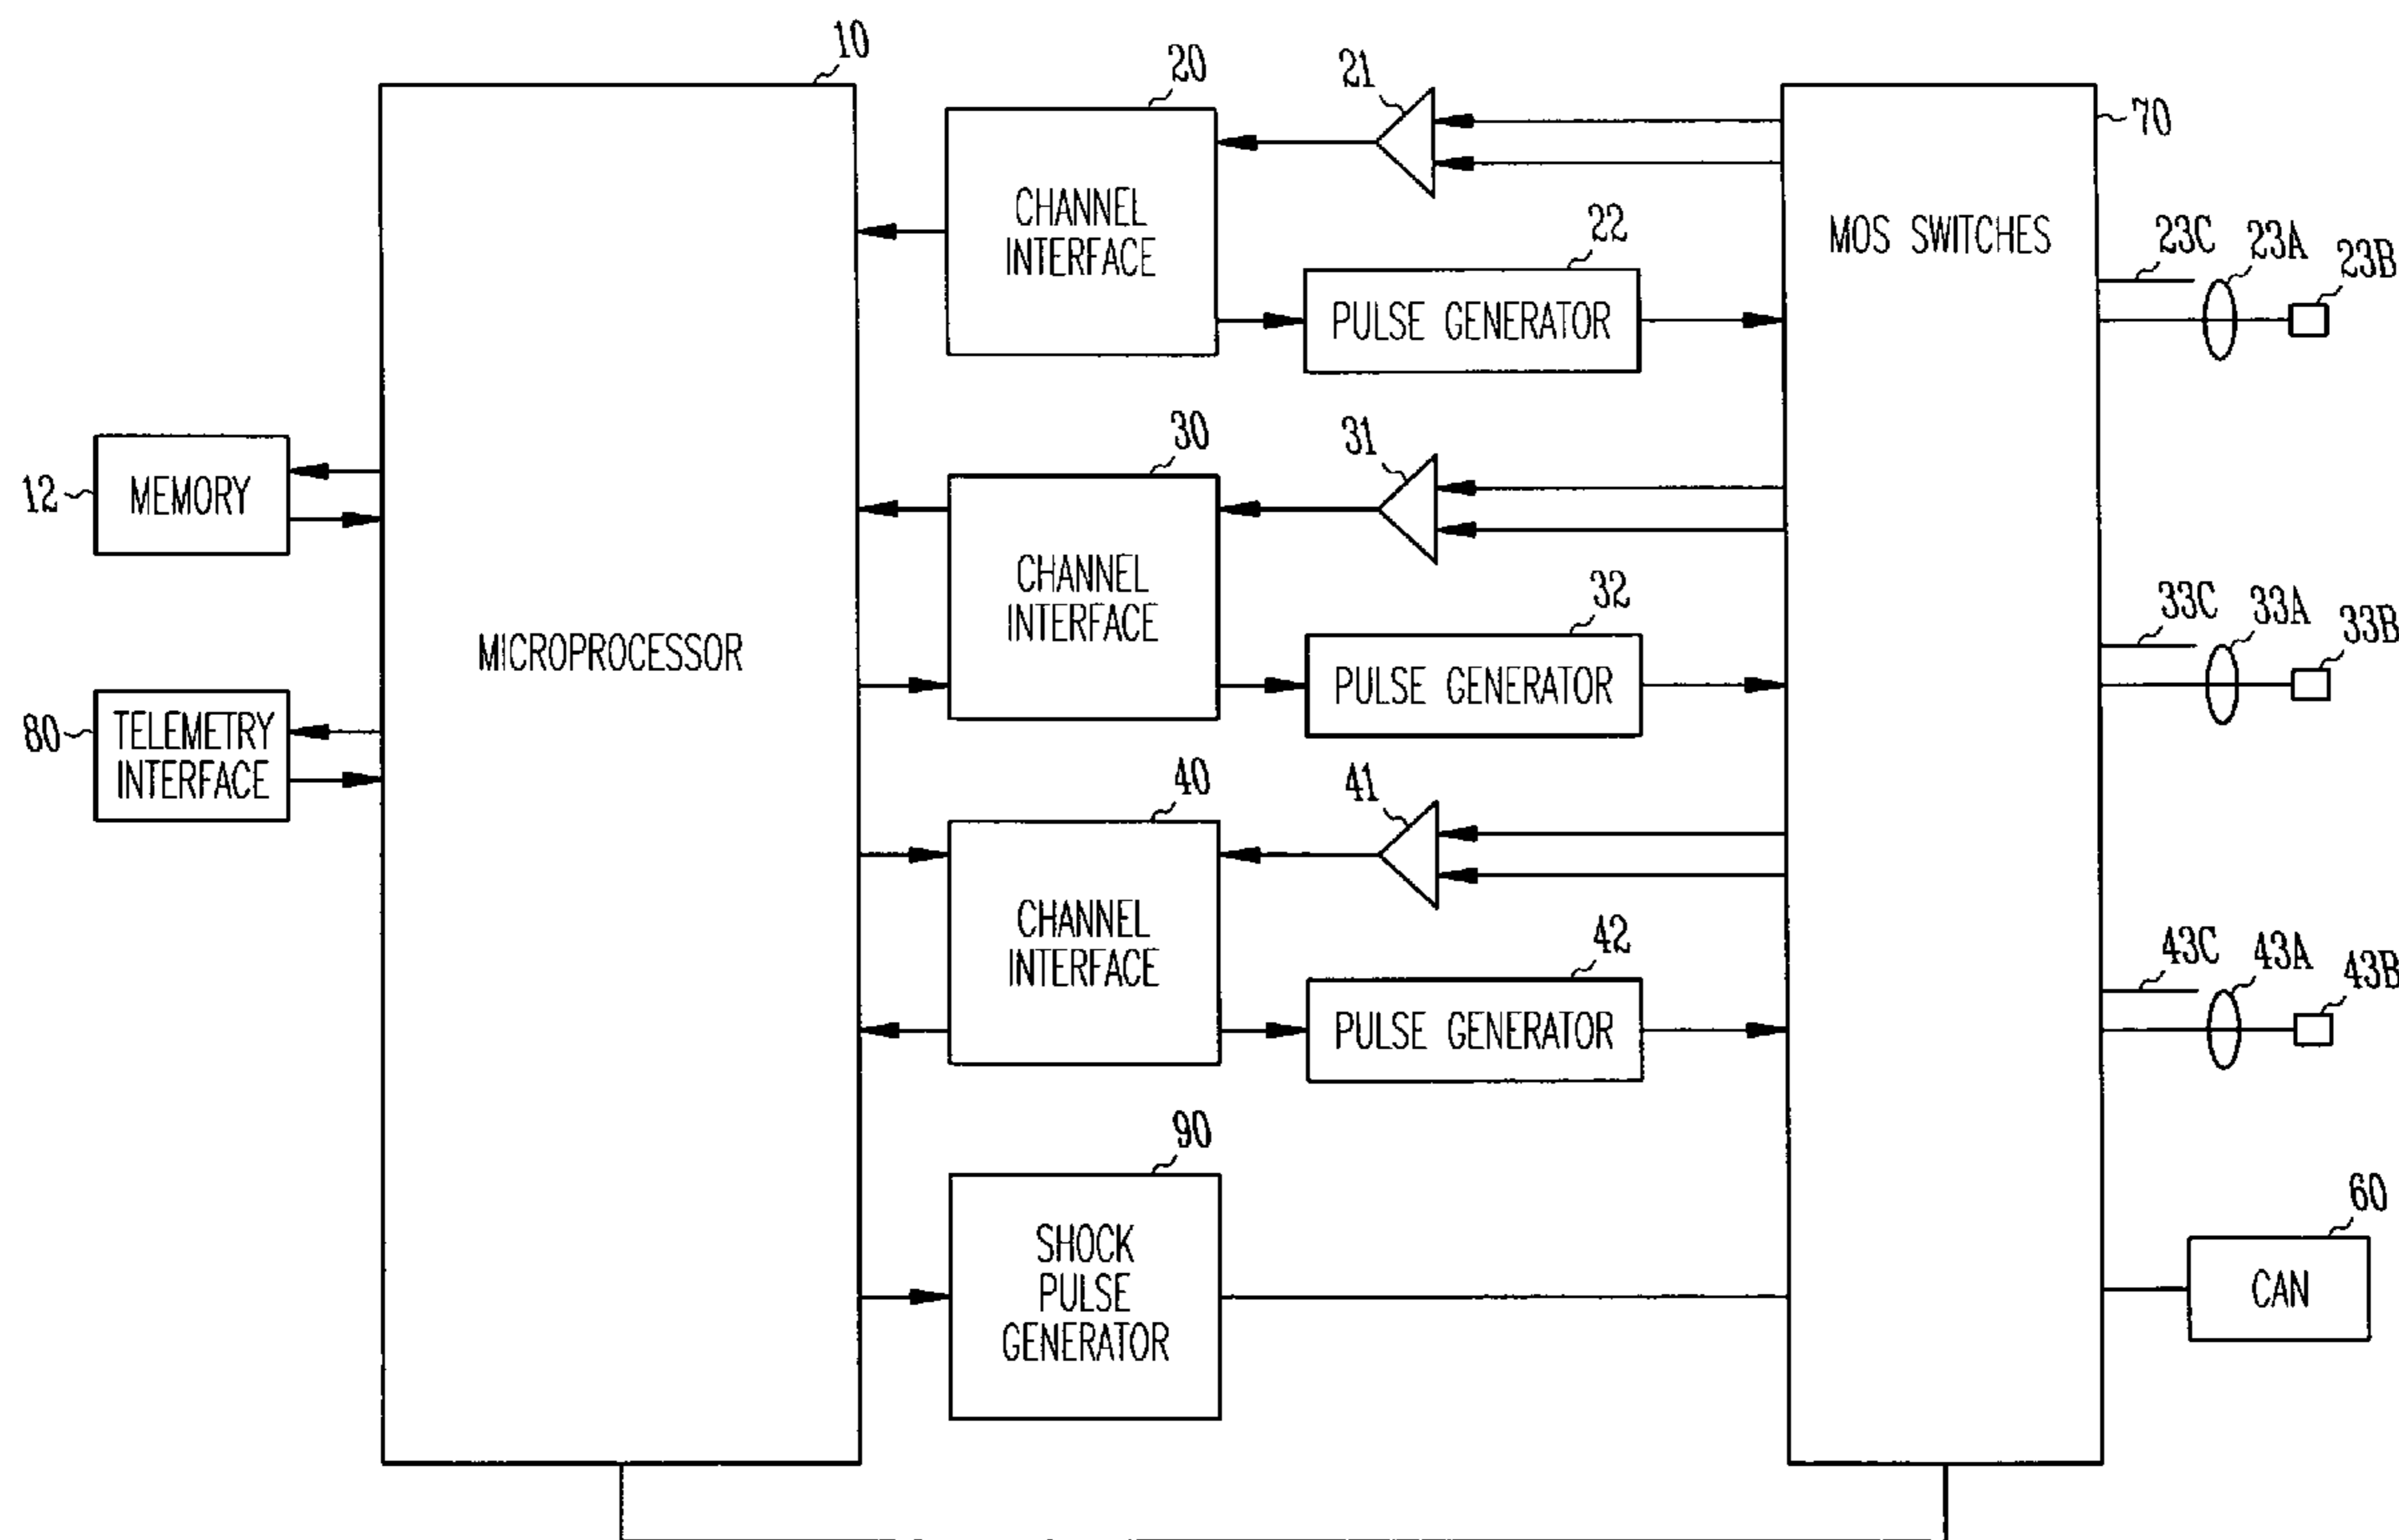 10
20
21
70
CHANNEL
INTERFACE
MOS SWITCHES
22
PULSE GENERATOR
23C
23A
23B
12
MEMORY
30
31
CHANNEL
INTERFACE
32
PULSE GENERATOR
33C
33A
33B
MICROPROCESSOR
80
TELEMETRY
INTERFACE
40
41
CHANNEL
INTERFACE
42
PULSE GENERATOR
43C
43A
43B
90
SHOCK
PULSE
GENERATOR
60
CAN